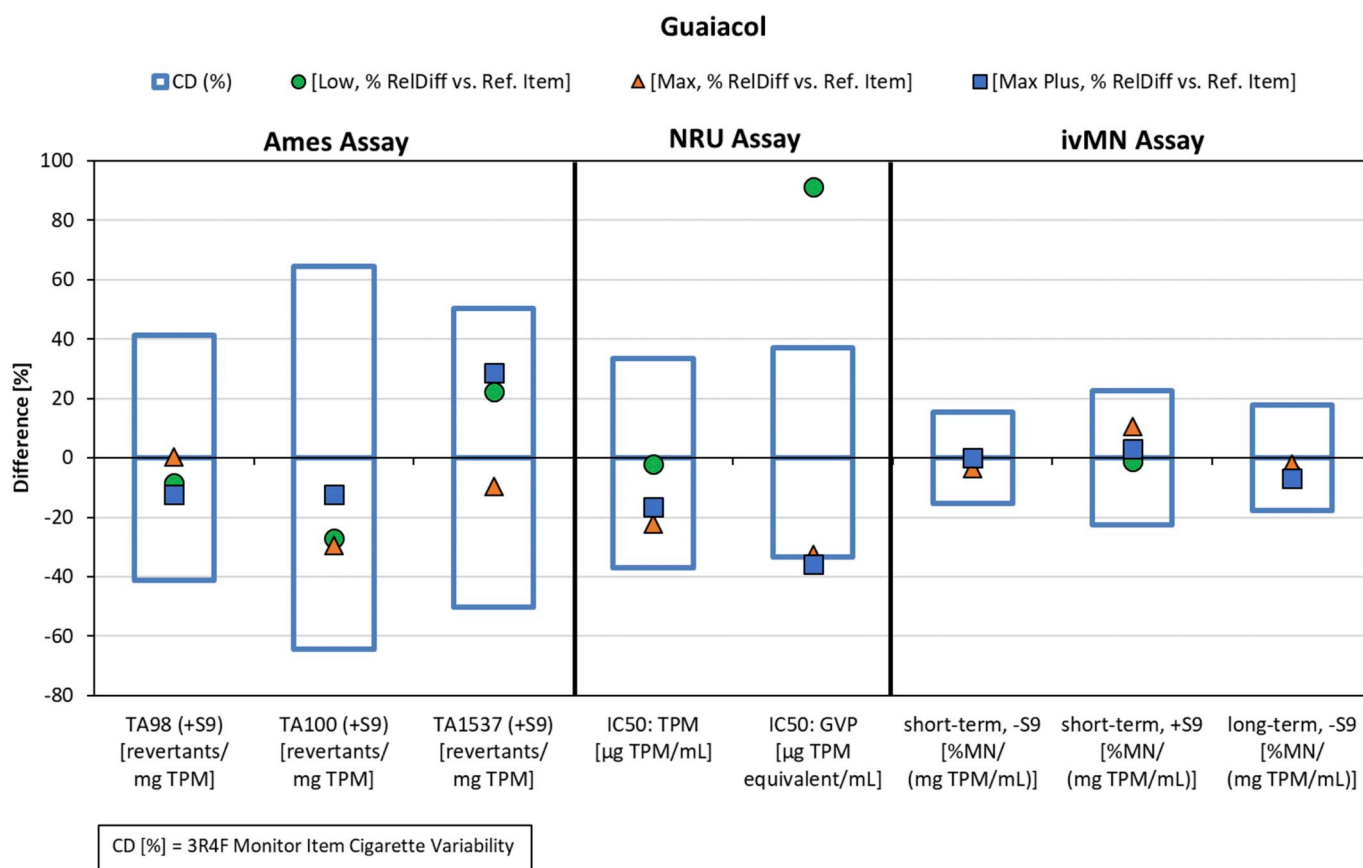 Guaiacol
CD (%)
[Low, % RelDiff vs. Ref. Item]
[Max, % RelDiff vs. Ref. Item]
[Max Plus, % RelDiff vs. Ref. Item]
Ames Assay
NRU Assay
ivMN Assay
Difference [%]
100
80
60
40
20
0
-20
-40
-60
-80
TA98 (+S9)
[revertants/
mg TPM]
TA100 (+S9)
[revertants/
mg TPM]
TA1537 (+S9)
[revertants/
mg TPM]
IC50: TPM
[µg TPM/mL]
IC50: GVP
[µg TPM
equivalent/mL]
short-term, -S9
[%MN/
(mg TPM/mL)]
short-term, +S9
[%MN/
(mg TPM/mL)]
long-term, -S9
[%MN/
(mg TPM/mL)]
CD [%] = 3R4F Monitor Item Cigarette Variability